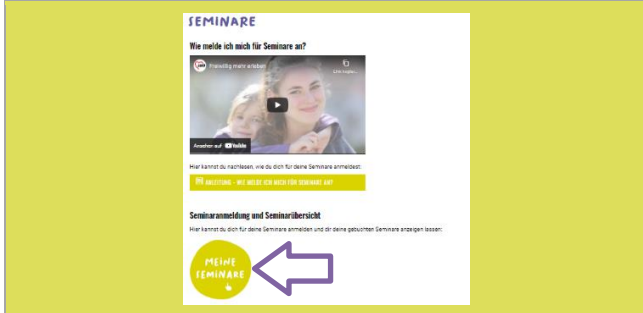 SEMINARE
Wie melde ich mich für Seminare an?
Freiwillig mehr erleben
Ansehen auf YouTube
Hier kannst du nachlesen, wie du dich für deine Seminare anmeldest:
ANLEITUNG - WIE MELDE ICH MICH FÜR SEMINARE AN?
Seminaranmeldung und Seminarübersicht
Hier kannst du dich für deine Seminare anmelden und dir deine gebuchten Seminare anzeigen lassen:
MEINE
SEMINARE